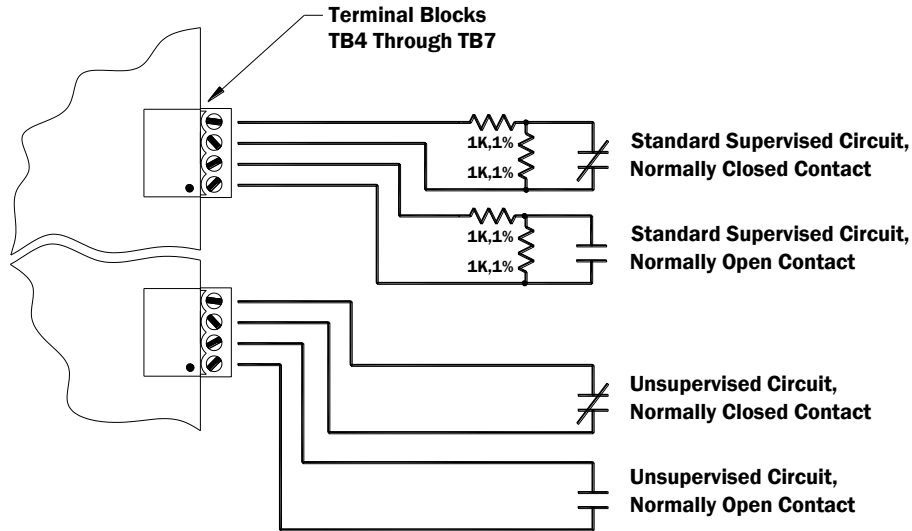 Terminal Blocks
TB4 Through TB7
1K,1%
1K,1%
Standard Supervised Circuit,
Normally Closed Contact
1K,1%
1K,1%
Standard Supervised Circuit,
Normally Open Contact
Unsupervised Circuit,
Normally Closed Contact
Unsupervised Circuit,
Normally Open Contact